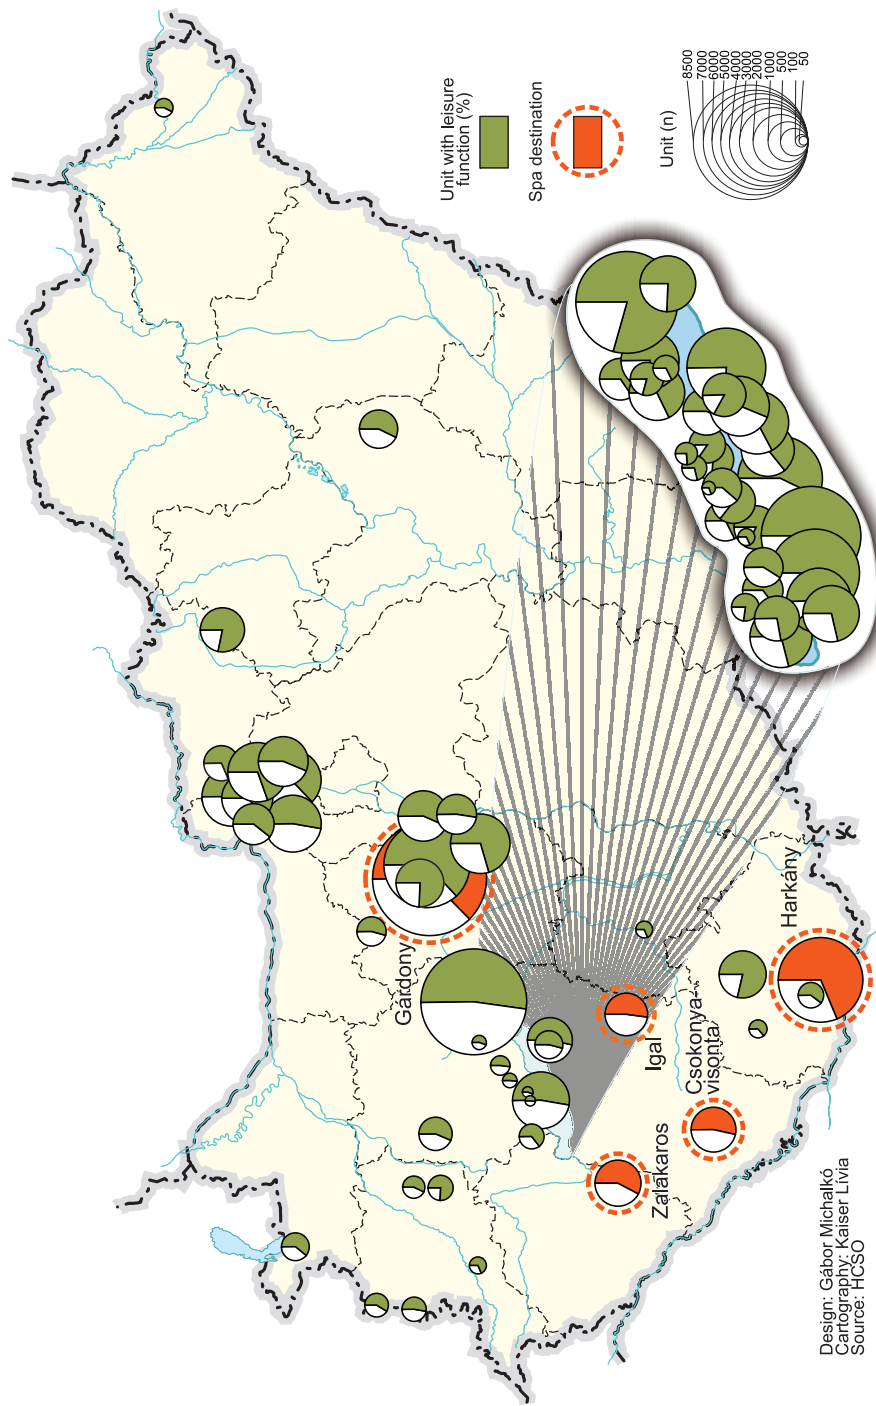 Unit with leisure
function (%)
Spa destination
Unit (n)
8500
7000
6000
5000
4000
3000
2000
1000
500
100
50
Gárdony
Igal
Csokonya-
visonta
Harkány
Zalakaros
Design: Gábor Michalkó
Cartography: Kaiser Lívia
Source: HCSO